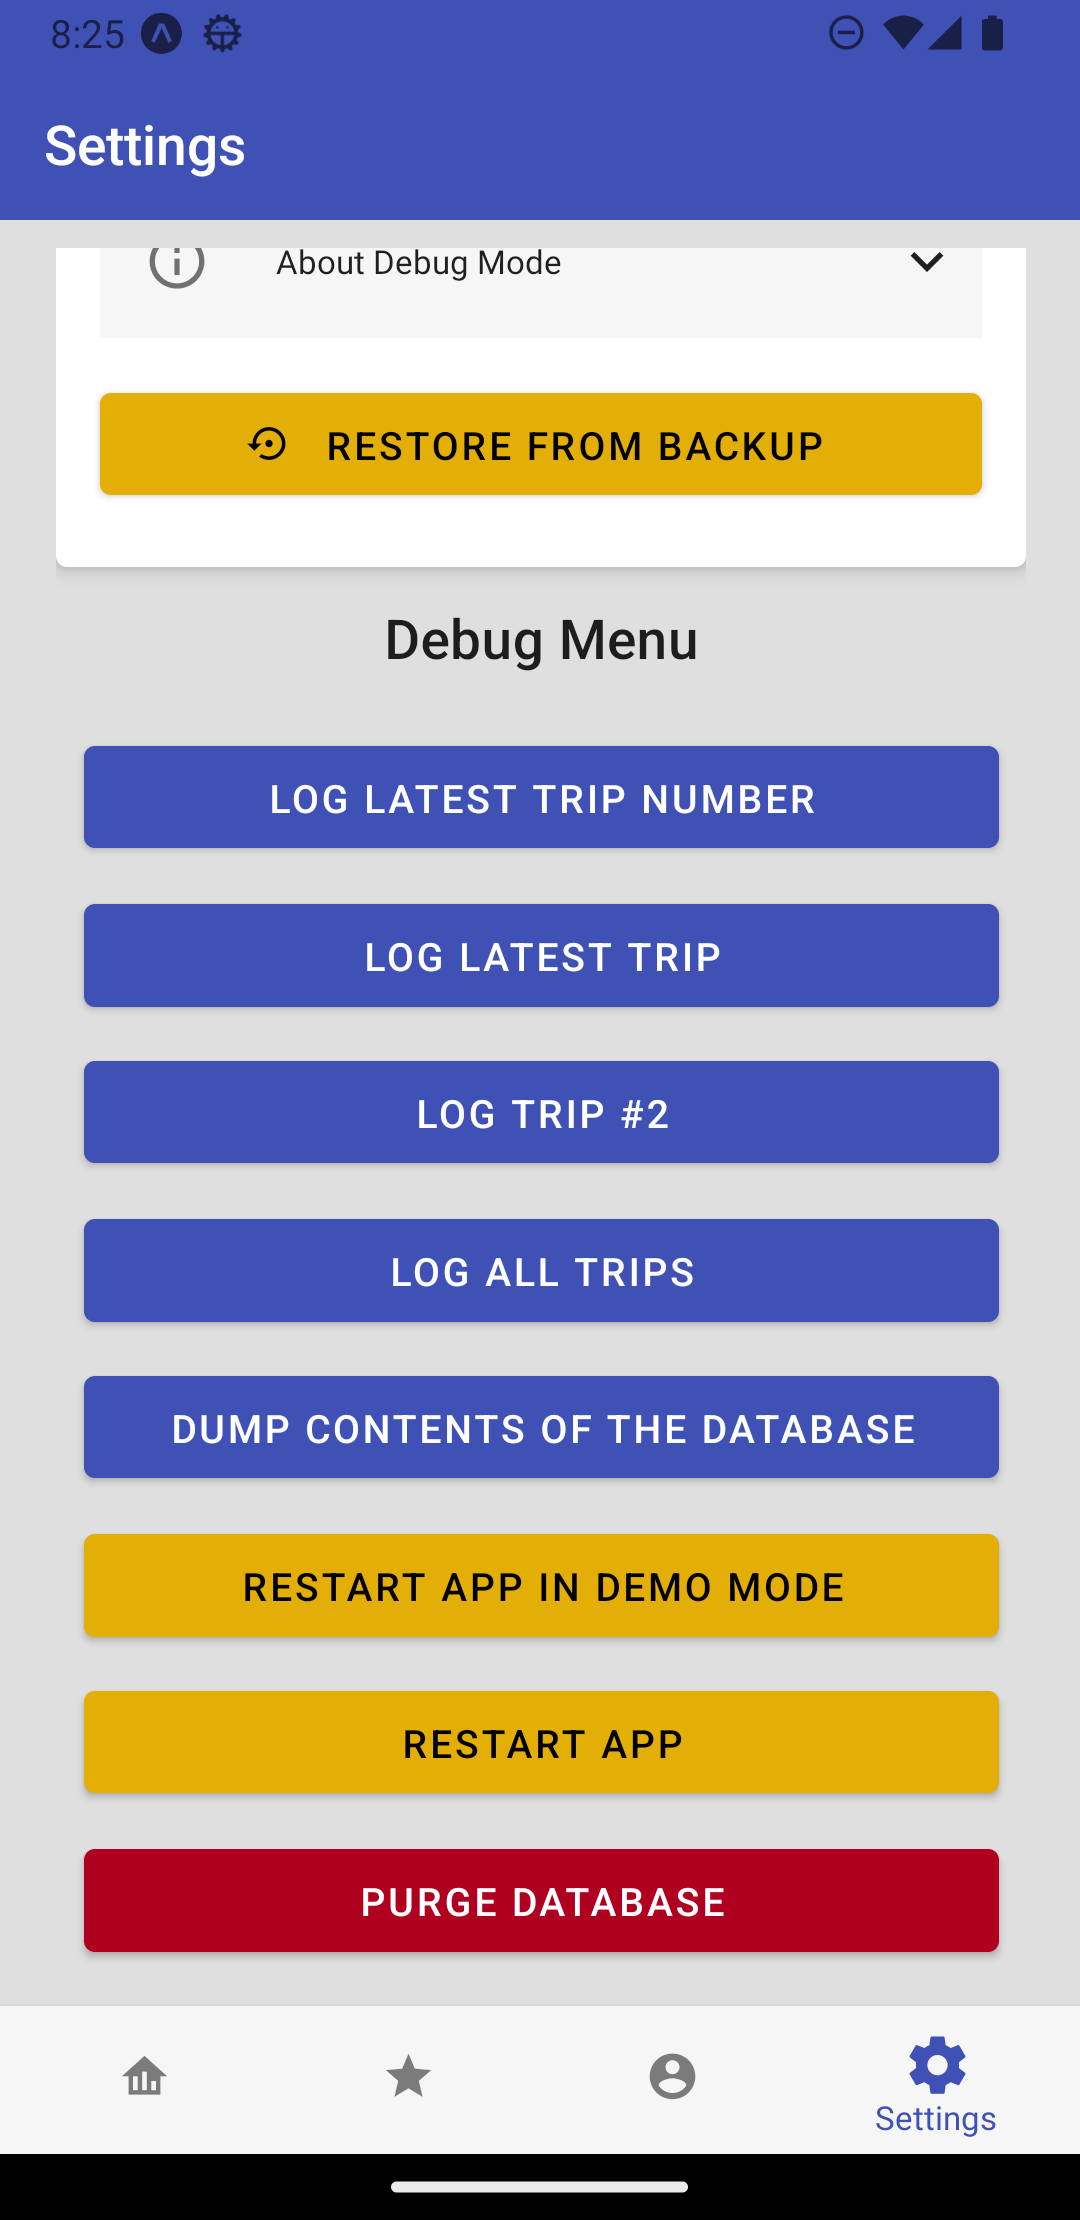 8:25
Settings
About Debug Mode
RESTORE FROM BACKUP
Debug Menu
LOG LATEST TRIP NUMBER
LOG LATEST TRIP
LOG TRIP #2
LOG ALL TRIPS
DUMP CONTENTS OF THE DATABASE
RESTART APP IN DEMO MODE
RESTART APP
PURGE DATABASE
Settings